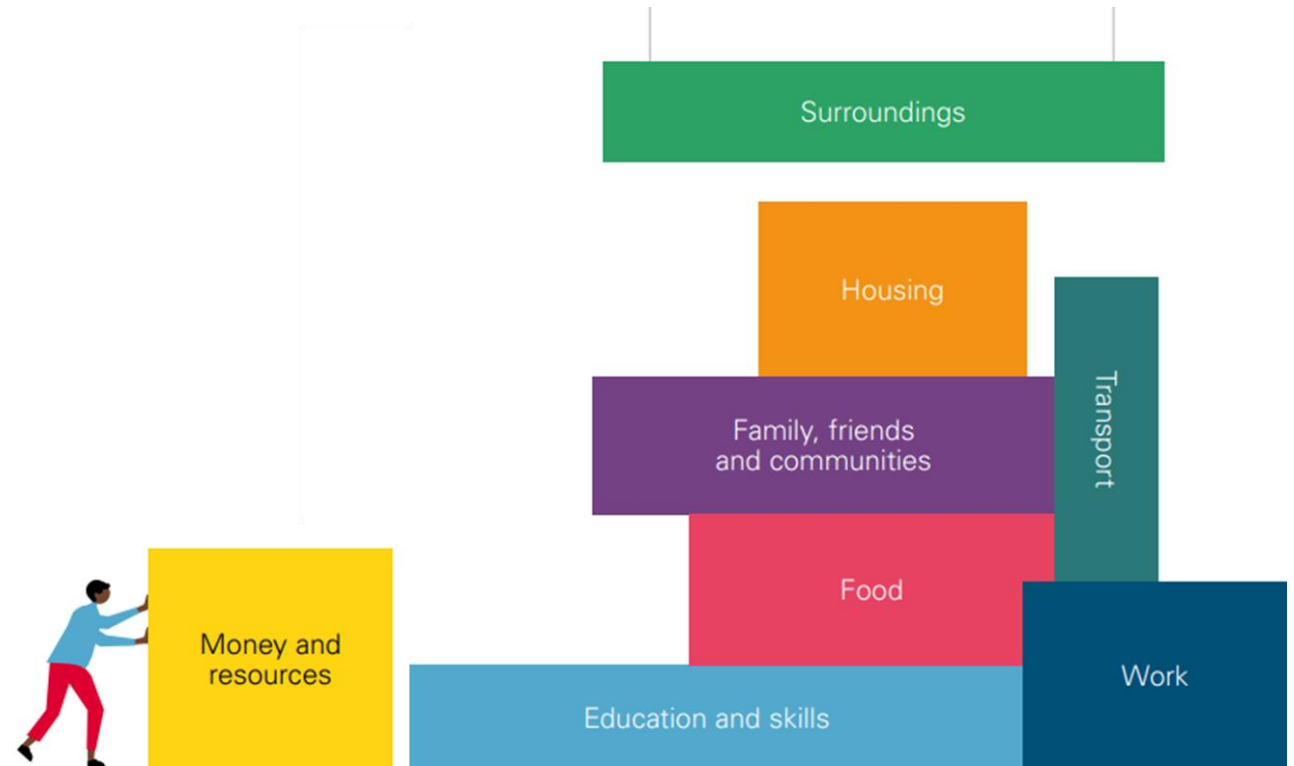 Surroundings
Housing
Transport
Family, friends
and communities
Food
Money and
resources
Work
Education and skills